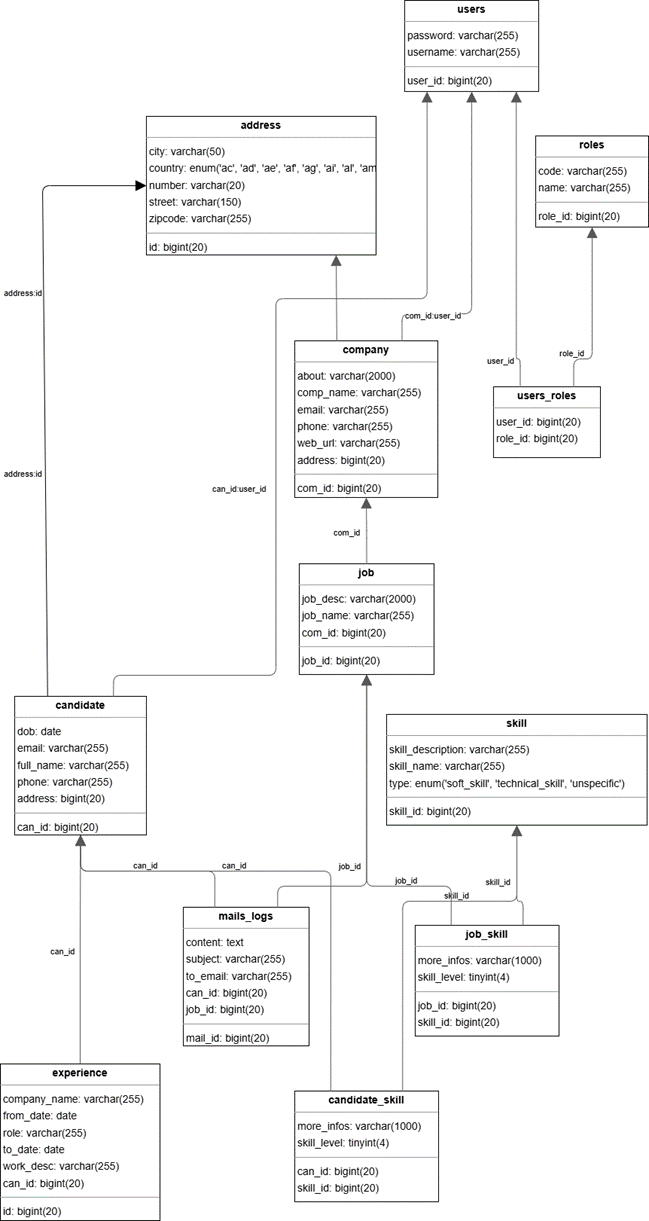 users
password: varchar(255)
username: varchar(255)
user_id: bigint(20)
address
city: varchar(50)
country: enum('ac', 'ad', 'ae', 'af', 'ag', 'ai', 'al', 'am
number: varchar(20)
street: varchar(150)
zipcode: varchar(255)
id: bigint(20)
roles
code: varchar(255)
name: varchar(255)
role_id: bigint(20)
address:id
com_id:user_id
company
about: varchar(2000)
comp_name: varchar(255)
email: varchar(255)
phone: varchar(255)
web_url: varchar(255)
address: bigint(20)
com_id: bigint(20)
user_id
role_id
users_roles
user_id: bigint(20)
role_id: bigint(20)
address:id
can_id:user_id
com_id
job
job_desc: varchar(2000)
job_name: varchar(255)
com_id: bigint(20)
job_id: bigint(20)
candidate
dob: date
email: varchar(255)
full_name: varchar(255)
phone: varchar(255)
address: bigint(20)
can_id: bigint(20)
skill
skill_description: varchar(255)
skill_name: varchar(255)
type: enum('soft_skill', 'technical_skill', 'unspecific')
skill_id: bigint(20)
can_id
can_id
job_id
job_id
skill_id
skill_id
can_id
mails_logs
content: text
subject: varchar(255)
to_email: varchar(255)
can_id: bigint(20)
job_id: bigint(20)
mail_id: bigint(20)
job_skill
more_infos: varchar(1000)
skill_level: tinyint(4)
job_id: bigint(20)
skill_id: bigint(20)
experience
company_name: varchar(255)
from_date: date
role: varchar(255)
to_date: date
work_desc: varchar(255)
can_id: bigint(20)
id: bigint(20)
candidate_skill
more_infos: varchar(1000)
skill_level: tinyint(4)
can_id: bigint(20)
skill_id: bigint(20)